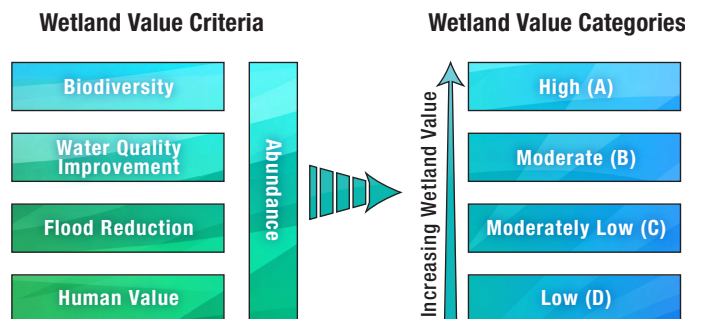 Wetland Value Criteria
Biodiversity
Water Quality
Improvement
Flood Reduction
Human Value
Abundance
Wetland Value Categories
Increasing Wetland Value
High (A)
Moderate (B)
Moderately Low (C)
Low (D)